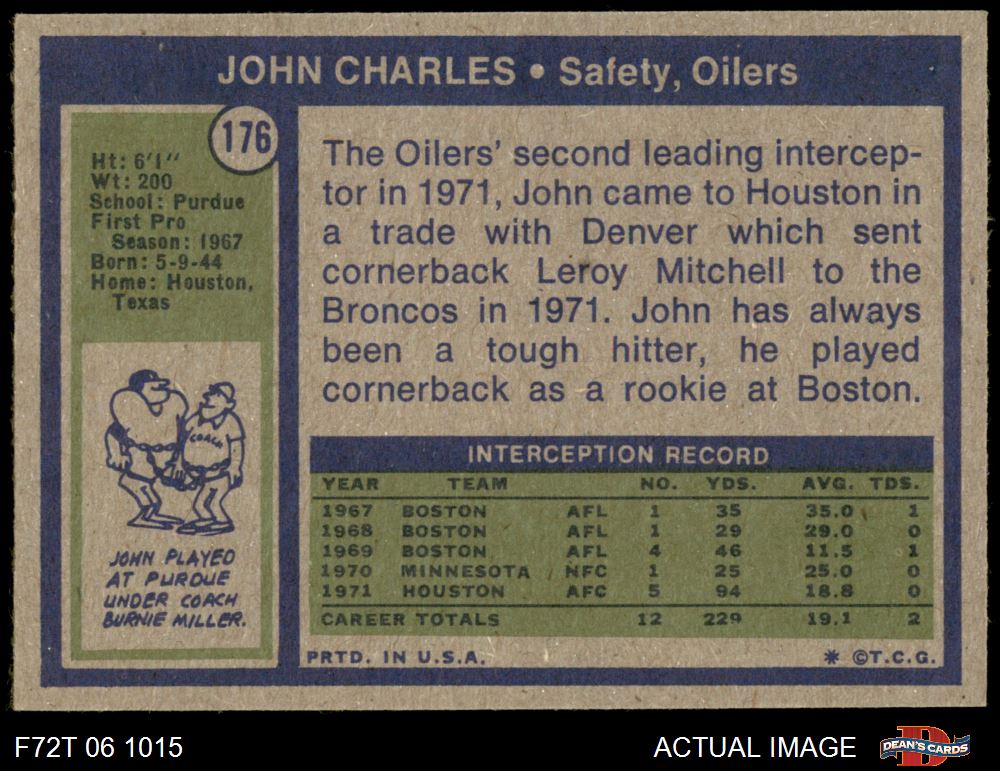 JOHN CHARLES • Safety, Oilers
176
Ht: 6'1"
Wt: 200
School: Purdue
First Pro
Season: 1967
Born: 5-9-44
Home: Houston,
Texas
COACH
JOHN PLAYED
AT PURDUE
UNDER COACH
BURNIE MILLER.
The Oilers' second leading intercep-
tor in 1971, John came to Houston in
a trade with Denver which sent
cornerback Leroy Mitchell to the
Broncos in 1971. John has always
been a tough hitter, he played
cornerback as a rookie at Boston.
INTERCEPTION RECORD
YEAR TEAM NO. YDS. AVG. TDS.
1967 BOSTON AFL 1 35 35.0 1
1968 BOSTON AFL 1 29 29.0 0
1969 BOSTON AFL 4 46 11.5 1
1970 MINNESOTA NFC 1 25 25.0 0
1971 HOUSTON AFC 5 94 18.8 0
CAREER TOTALS 12 229 19.1 2
PRTD. IN U.S.A. * ©T.C.G.
F72T 06 1015 ACTUAL IMAGE DEAN'S CARDS